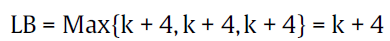 LB = Max{k + 4, k + 4, k + 4} = k + 4